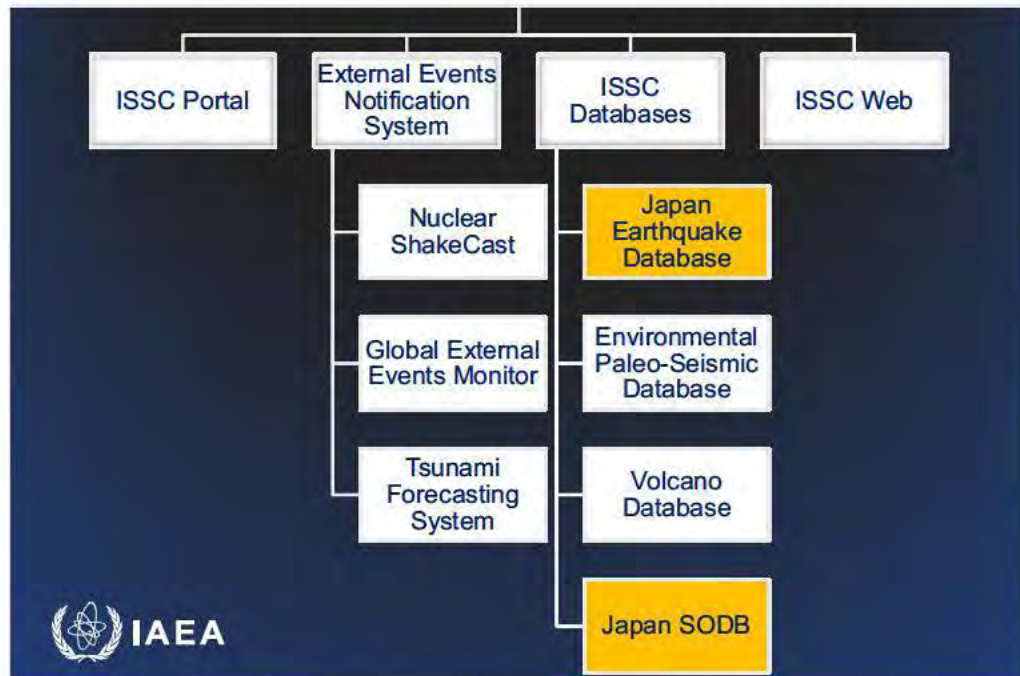 ISSC Portal
External Events
Notification
System
ISSC
Databases
ISSC Web
Nuclear
ShakeCast
Global External
Events Monitor
Tsunami
Forecasting
System
Japan
Earthquake
Database
Environmental
Paleo-Seismic
Database
Volcano
Database
Japan SODB
IAEA